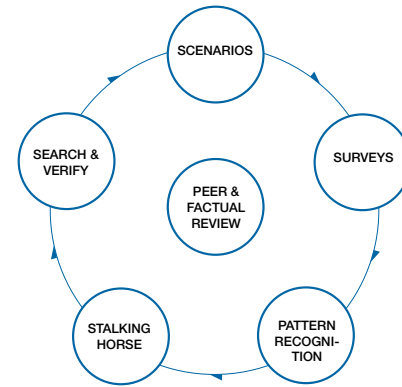 SCENARIOS
SEARCH &
VERIFY
SURVEYS
PEER &
FACTUAL
REVIEW
STALKING
HORSE
PATTERN
RECOGNI-
TION